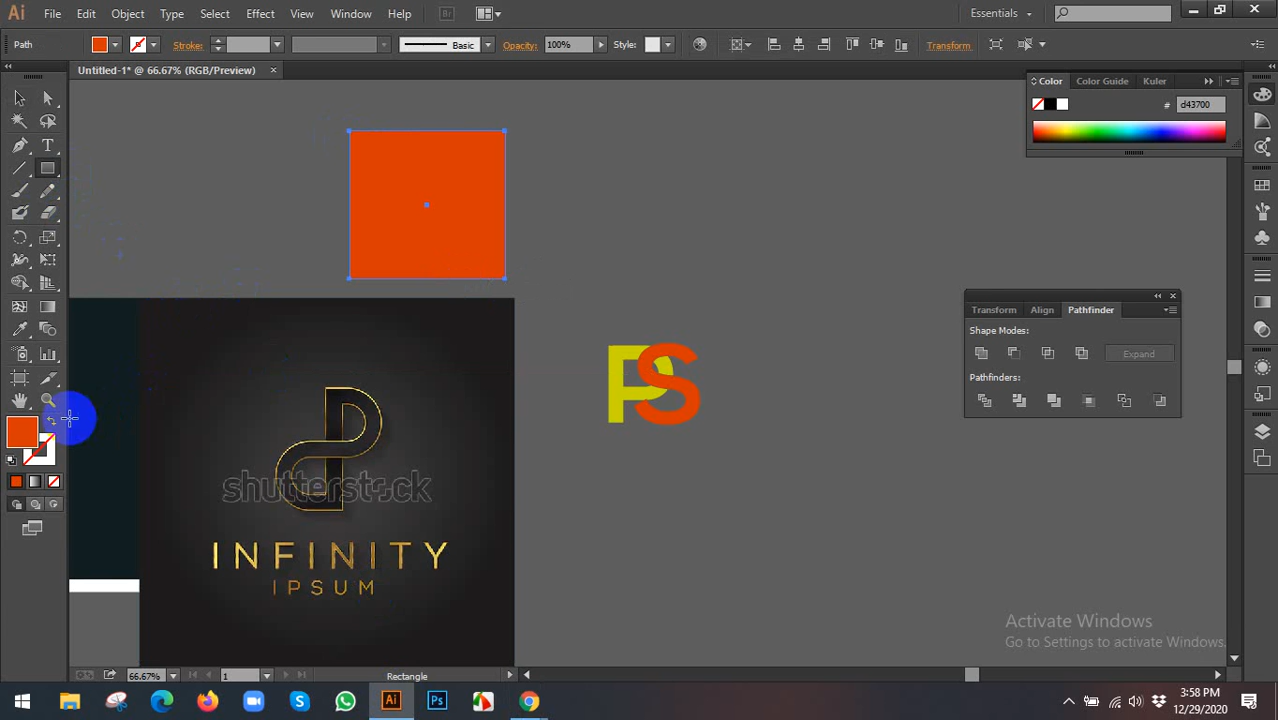 Ai File Edit Object Type Select Effect View Window Help Br Essentials
Path Stroke: Basic Opacity: 100% Style: Transform
Untitled-1* @ 66.67% (RGB/Preview) ×
Color Color Guide Kuler
# d43700
Transform Align Pathfinder
Shape Modes:
Expand
Pathfinders:
PS
shutterstock
INFINITY
IPSUM
Activate Windows
Go to Settings to activate Windows.
66.67% 1 Rectangle
Ai Ps
3:58 PM
12/29/2020